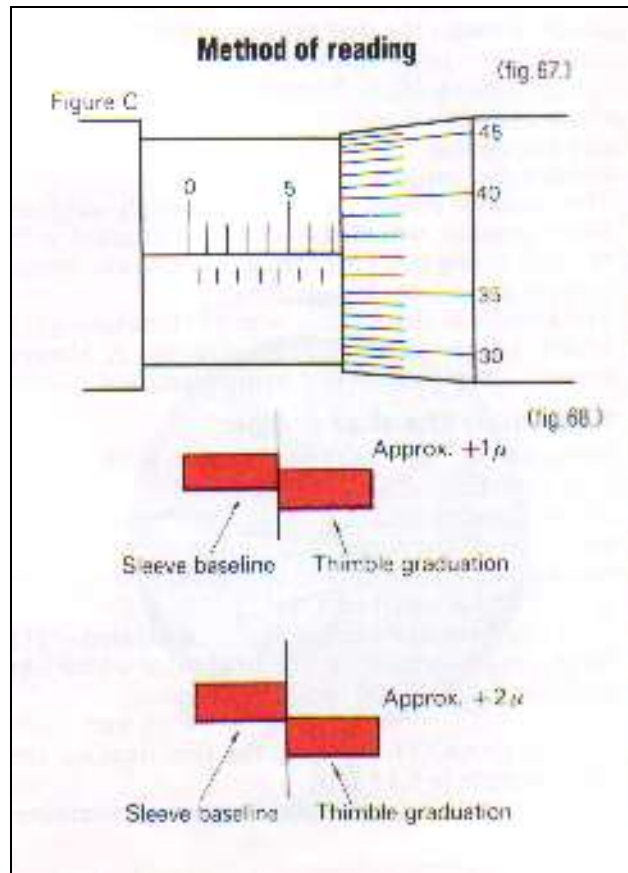 Method of reading
(fig.67.)
Figure C
0 5
45
40
35
30
(fig.68.)
Approx. +1μ
Sleeve baseline Thimble graduation
Approx. +2μ
Sleeve baseline Thimble graduation